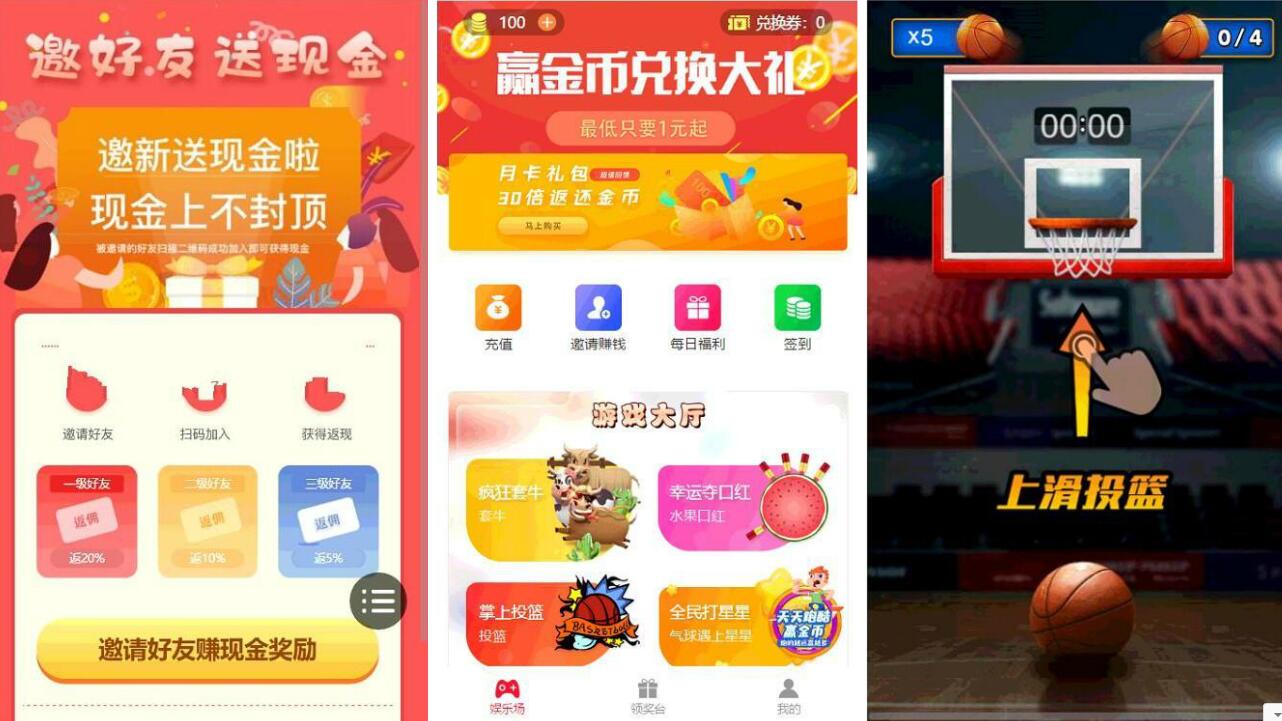 邀好友送现金
邀新送现金啦
现金上不封顶
被邀请的好友扫描二维码成功加入即可获得现金
邀请好友
扫码加入
获得返现
一级好友
返佣
返20%
二级好友
返佣
返10%
三级好友
返佣
返5%
邀请好友赚现金奖励
100
兑换券：0
赢金币兑换大礼
最低只要1元起
月卡礼包
30倍返还金币
马上购买
100
充值
邀请赚钱
每日福利
签到
游戏大厅
疯狂套牛
套牛
幸运夺口红
水果口红
掌上投篮
投篮
BASKETBALL
全民打星星
气球遇上星星
天天跑酷
赢金币
娱乐场
领奖台
我的
x5
0/4
00:00
上滑投篮